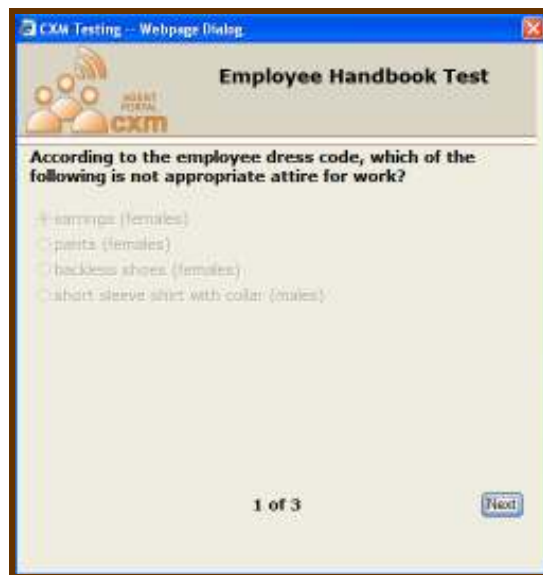 CXM Testing -- Webpage Dialog
Employee Handbook Test
AGENT
PORTAL
cxm
According to the employee dress code, which of the
following is not appropriate attire for work?
earrings (females)
pants (females)
backless shoes (females)
short sleeve shirt with collar (males)
1 of 3
Next